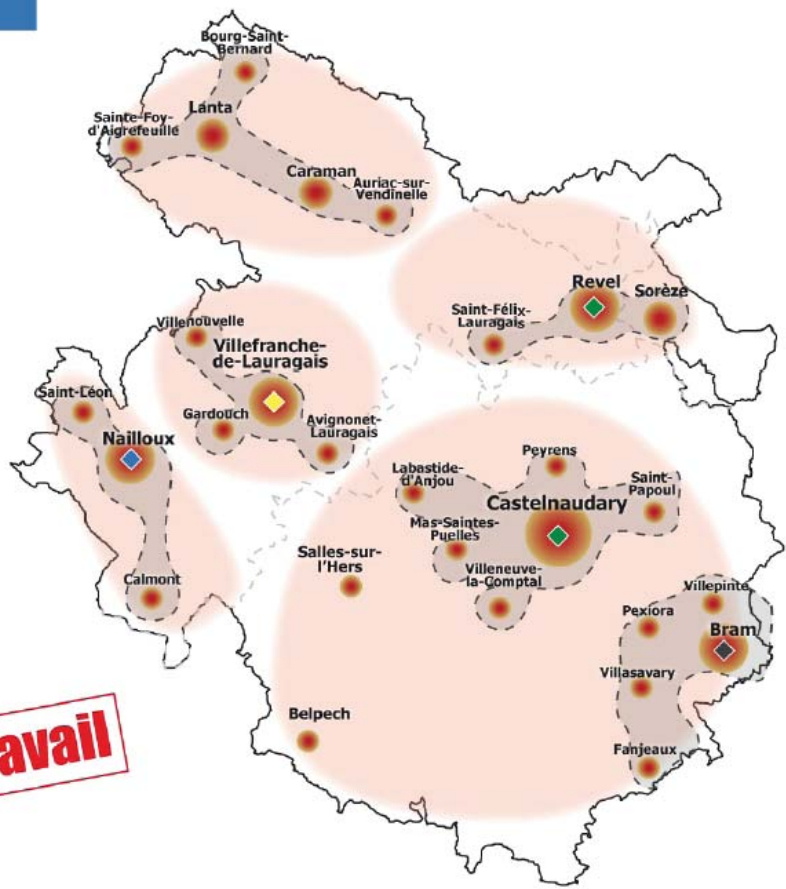 Bourg-Saint-
Bernard
Lanta
Sainte-Foy-
d'Aigrefeuille
Caraman
Auriac-sur-
Vendinelle
Revel
Sorèze
Saint-Félix-
Lauragais
Villenouvelle
Villefranche-
de-Lauragais
Saint-Léon
Gardouch
Avignonet-
Lauragais
Nailloux
Peyrens
Labastide-
d'Anjou
Saint-
Papoul
Castelnaudary
Mas-Saintes-
Puelles
Salles-sur-
l'Hers
Villeneuve-
la-Comptal
Calmont
Villepinte
Pexiora
Bram
Villasavary
Belpech
avail
Fanjeaux